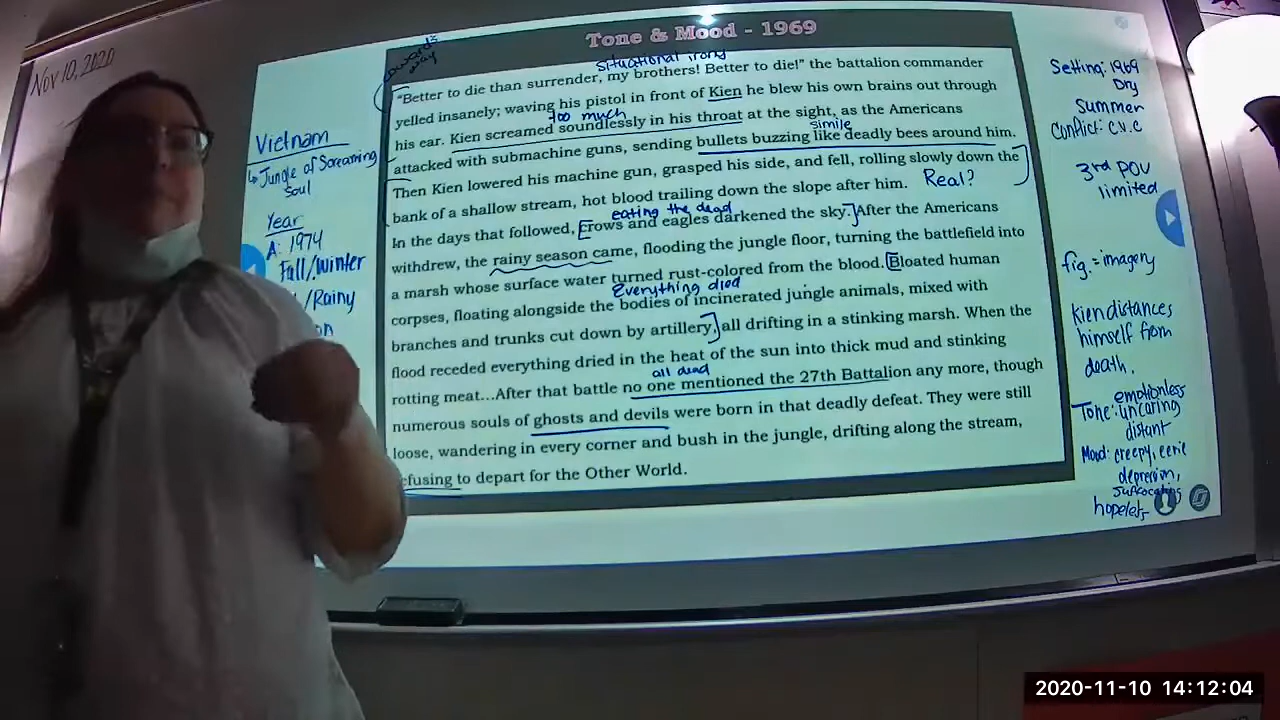 Nov 10, 2020
Tone & Mood - 1969
situational irony
"Better to die than surrender, my brothers! Better to die!" the battalion commander
yelled insanely; waving his pistol in front of Kien he blew his own brains out through
too much
his ear. Kien screamed soundlessly in his throat at the sight, as the Americans
simile
attacked with submachine guns, sending bullets buzzing like deadly bees around him.
Then Kien lowered his machine gun, grasped his side, and fell, rolling slowly down the
bank of a shallow stream, hot blood trailing down the slope after him. Real?
eating the dead
In the days that followed, crows and eagles darkened the sky. After the Americans
withdrew, the rainy season came, flooding the jungle floor, turning the battlefield into
a marsh whose surface water turned rust-colored from the blood. Bloated human
Everything died
corpses, floating alongside the bodies of incinerated jungle animals, mixed with
branches and trunks cut down by artillery, all drifting in a stinking marsh. When the
flood receded everything dried in the heat of the sun into thick mud and stinking
all dead
rotting meat...After that battle no one mentioned the 27th Battalion any more, though
numerous souls of ghosts and devils were born in that deadly defeat. They were still
loose, wandering in every corner and bush in the jungle, drifting along the stream,
efusing to depart for the Other World.
Vietnam
Jungle of Screaming
Soul
Year
A: 1974
Fall/Winter
/Rainy
on
Setting: 1969
Dry
Summer
Conflict: C.V.C
3rd POV
limited
fig. = imagery
Kien distances
himself from
death.
emotionless
Tone: uncaring
distant
Mood: creepy, eerie
depression,
suffocating
hopeless
2020-11-10 14:12:04